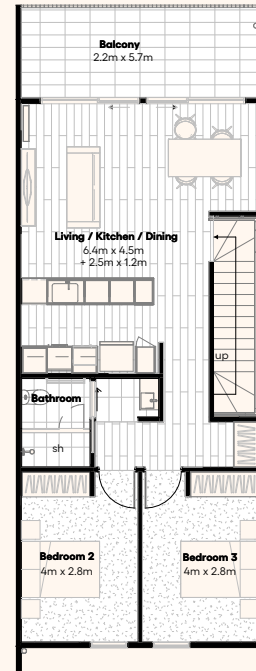 Balcony
2.2m x 5.7m
Living / Kitchen / Dining
6.4m x 4.5m
+ 2.5m x 1.2m
up
Bathroom
sh
Bedroom 2
4m x 2.8m
Bedroom 3
4m x 2.8m